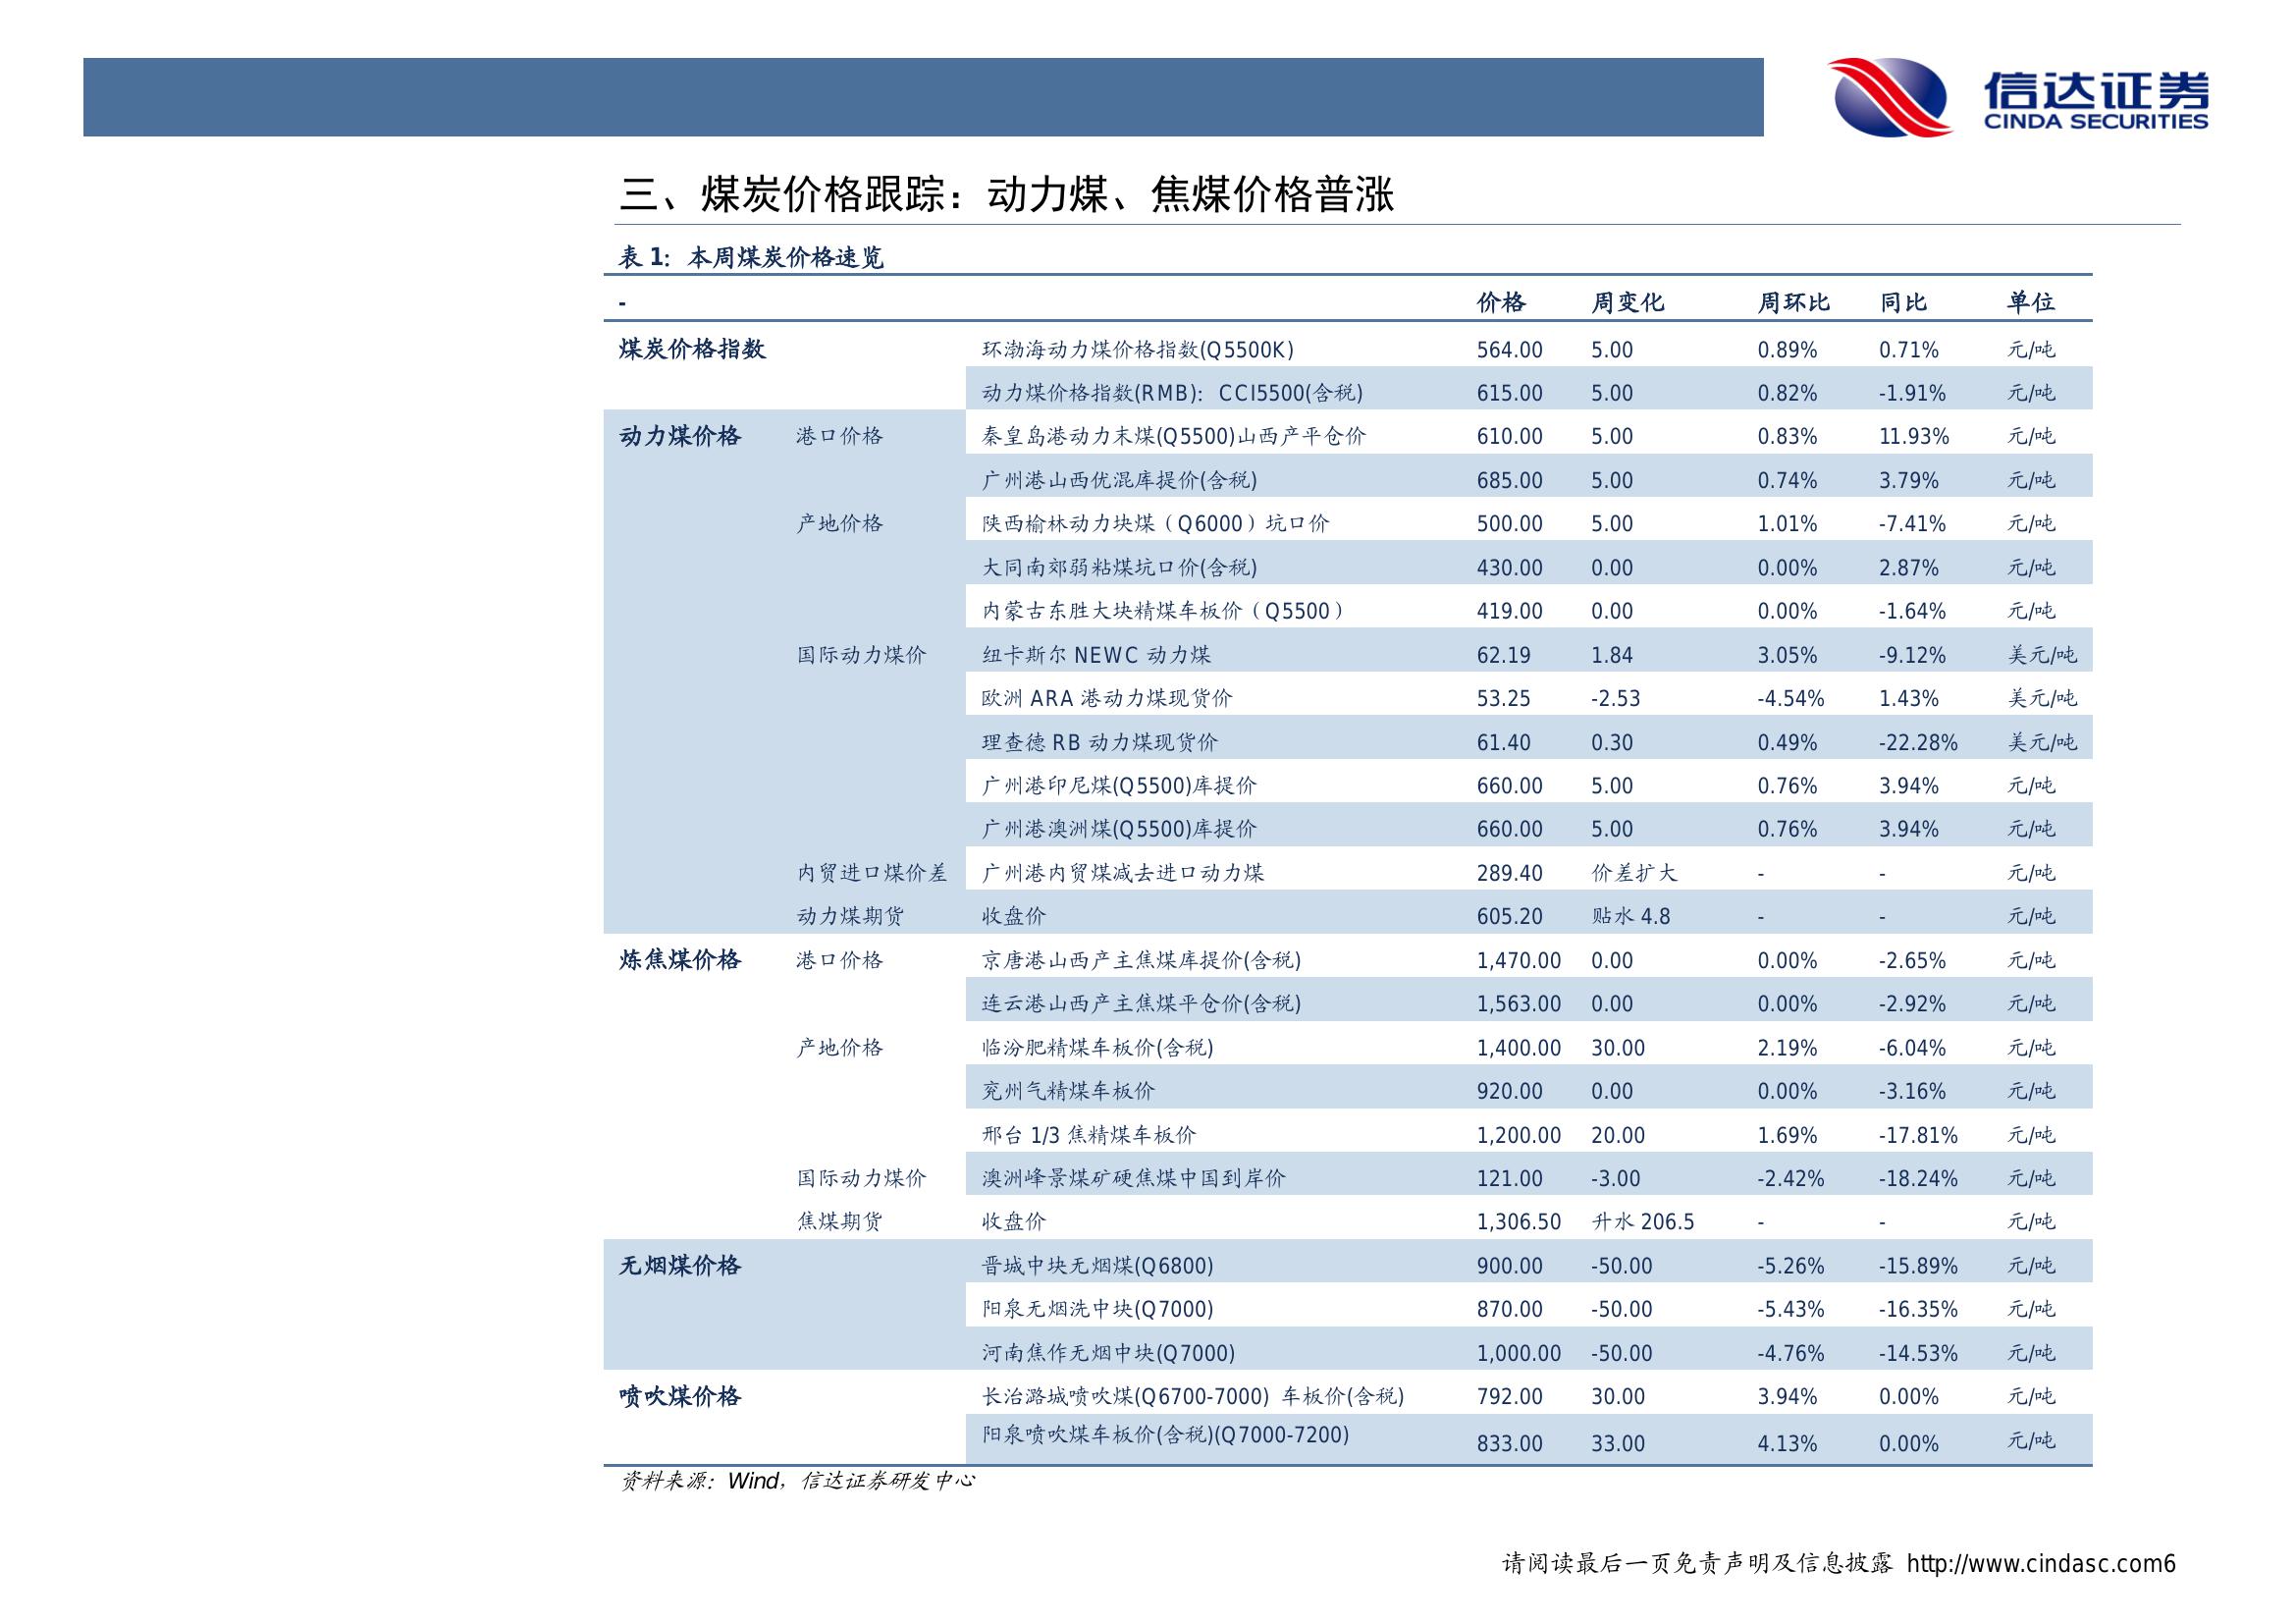 信达证券
CINDA SECURITIES
三、煤炭价格跟踪：动力煤、焦煤价格普涨
表 1：本周煤炭价格速览
- 价格 周变化 周环比 同比 单位
煤炭价格指数 环渤海动力煤价格指数(Q5500K) 564.00 5.00 0.89% 0.71% 元/吨
动力煤价格指数(RMB)：CCI5500(含税) 615.00 5.00 0.82% -1.91% 元/吨
动力煤价格 港口价格 秦皇岛港动力末煤(Q5500)山西产平仓价 610.00 5.00 0.83% 11.93% 元/吨
广州港山西优混库提价(含税) 685.00 5.00 0.74% 3.79% 元/吨
产地价格 陕西榆林动力块煤（Q6000）坑口价 500.00 5.00 1.01% -7.41% 元/吨
大同南郊弱粘煤坑口价(含税) 430.00 0.00 0.00% 2.87% 元/吨
内蒙古东胜大块精煤车板价（Q5500） 419.00 0.00 0.00% -1.64% 元/吨
国际动力煤价 纽卡斯尔 NEWC 动力煤 62.19 1.84 3.05% -9.12% 美元/吨
欧洲 ARA 港动力煤现货价 53.25 -2.53 -4.54% 1.43% 美元/吨
理查德 RB 动力煤现货价 61.40 0.30 0.49% -22.28% 美元/吨
广州港印尼煤(Q5500)库提价 660.00 5.00 0.76% 3.94% 元/吨
广州港澳洲煤(Q5500)库提价 660.00 5.00 0.76% 3.94% 元/吨
内贸进口煤价差 广州港内贸煤减去进口动力煤 289.40 价差扩大 - - 元/吨
动力煤期货 收盘价 605.20 贴水 4.8 - - 元/吨
炼焦煤价格 港口价格 京唐港山西产主焦煤库提价(含税) 1,470.00 0.00 0.00% -2.65% 元/吨
连云港山西产主焦煤平仓价(含税) 1,563.00 0.00 0.00% -2.92% 元/吨
产地价格 临汾肥精煤车板价(含税) 1,400.00 30.00 2.19% -6.04% 元/吨
兖州气精煤车板价 920.00 0.00 0.00% -3.16% 元/吨
邢台 1/3 焦精煤车板价 1,200.00 20.00 1.69% -17.81% 元/吨
国际动力煤价 澳洲峰景煤矿硬焦煤中国到岸价 121.00 -3.00 -2.42% -18.24% 元/吨
焦煤期货 收盘价 1,306.50 升水 206.5 - - 元/吨
无烟煤价格 晋城中块无烟煤(Q6800) 900.00 -50.00 -5.26% -15.89% 元/吨
阳泉无烟洗中块(Q7000) 870.00 -50.00 -5.43% -16.35% 元/吨
河南焦作无烟中块(Q7000) 1,000.00 -50.00 -4.76% -14.53% 元/吨
喷吹煤价格 长治潞城喷吹煤(Q6700-7000) 车板价(含税) 792.00 30.00 3.94% 0.00% 元/吨
阳泉喷吹煤车板价(含税)(Q7000-7200) 833.00 33.00 4.13% 0.00% 元/吨
资料来源：Wind，信达证券研发中心
请阅读最后一页免责声明及信息披露 http://www.cindasc.com6